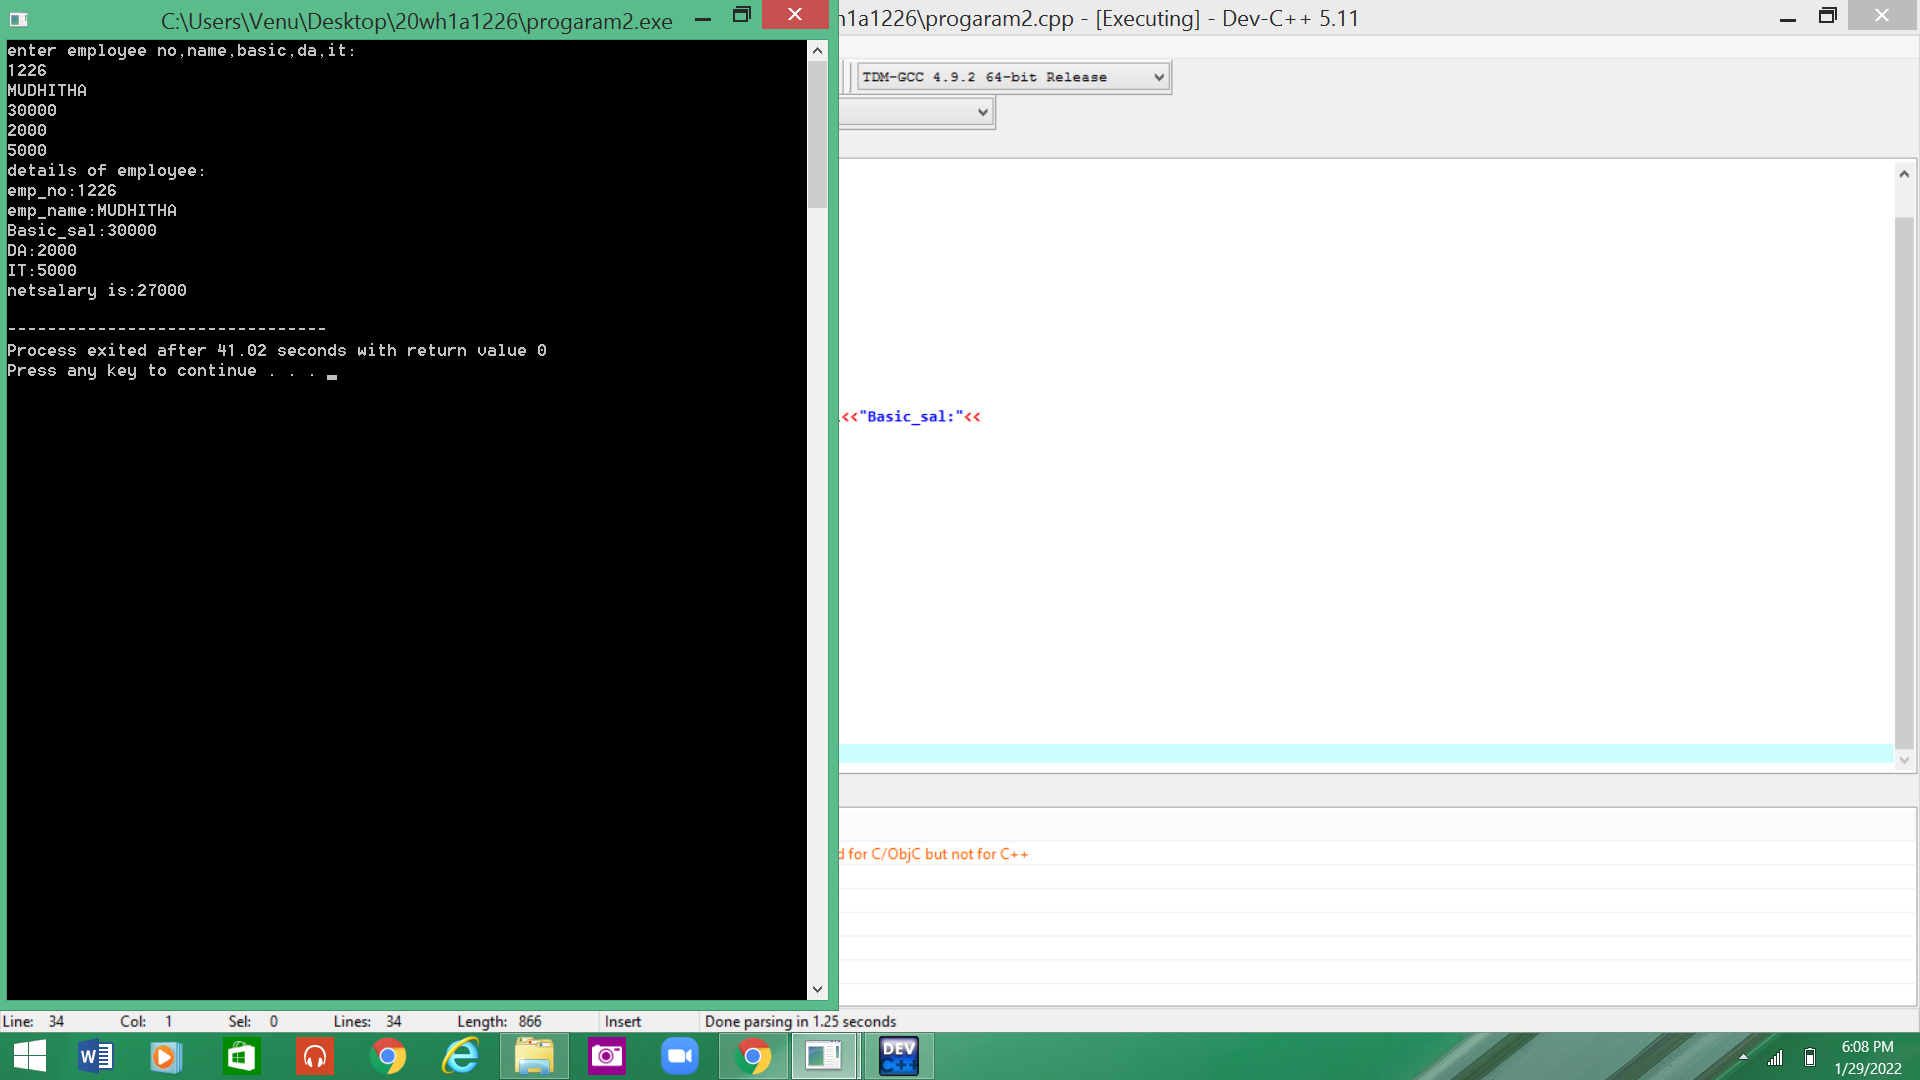 C:\Users\Venu\Desktop\20wh1a1226\progaram2.exe
h1a1226\progaram2.cpp - [Executing] - Dev-C++ 5.11
enter employee no,name,basic,da,it:
1226
MUDHITHA
30000
2000
5000
details of employee:
emp_no:1226
emp_name:MUDHITHA
Basic_sal:30000
DA:2000
IT:5000
netsalary is:27000
--------------------------------
Process exited after 41.02 seconds with return value 0
Press any key to continue . . .
TDM-GCC 4.9.2 64-bit Release
<<"Basic_sal:"<<
d for C/ObjC but not for C++
Line: 34 Col: 1 Sel: 0 Lines: 34 Length: 866 Insert Done parsing in 1.25 seconds
DEV
C++
6:08 PM
1/29/2022